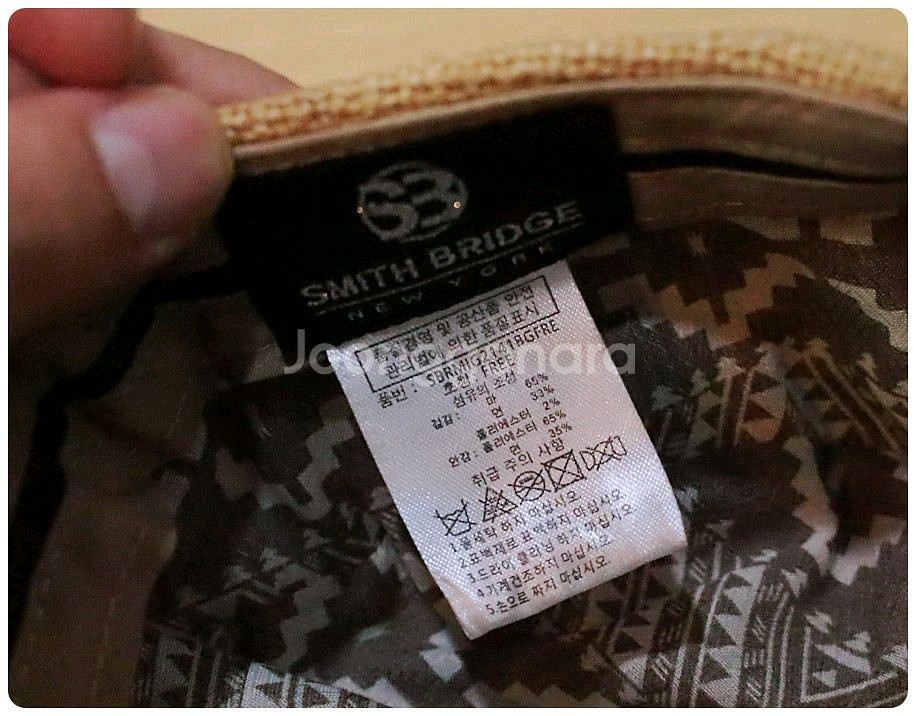 SB
SMITH BRIDGE
NEW YORK
Joonggonara
품질경영 및 공산품 안전
관리법에 의한 품질표시
품번 : SBRMIG2141BGFRE
호칭 : FREE
섬유의 조성
겉감 : 마 65%
면 33%
폴리에스터 2%
안감 : 폴리에스터 65%
면 35%
취급 주의 사항
1.물세탁 하지 마십시오.
2.표백제로 표백하지 마십시오.
3.드라이 클리닝 하지 마십시오
4.기계건조하지 마십시오.
5.손으로 짜지 마십시오.